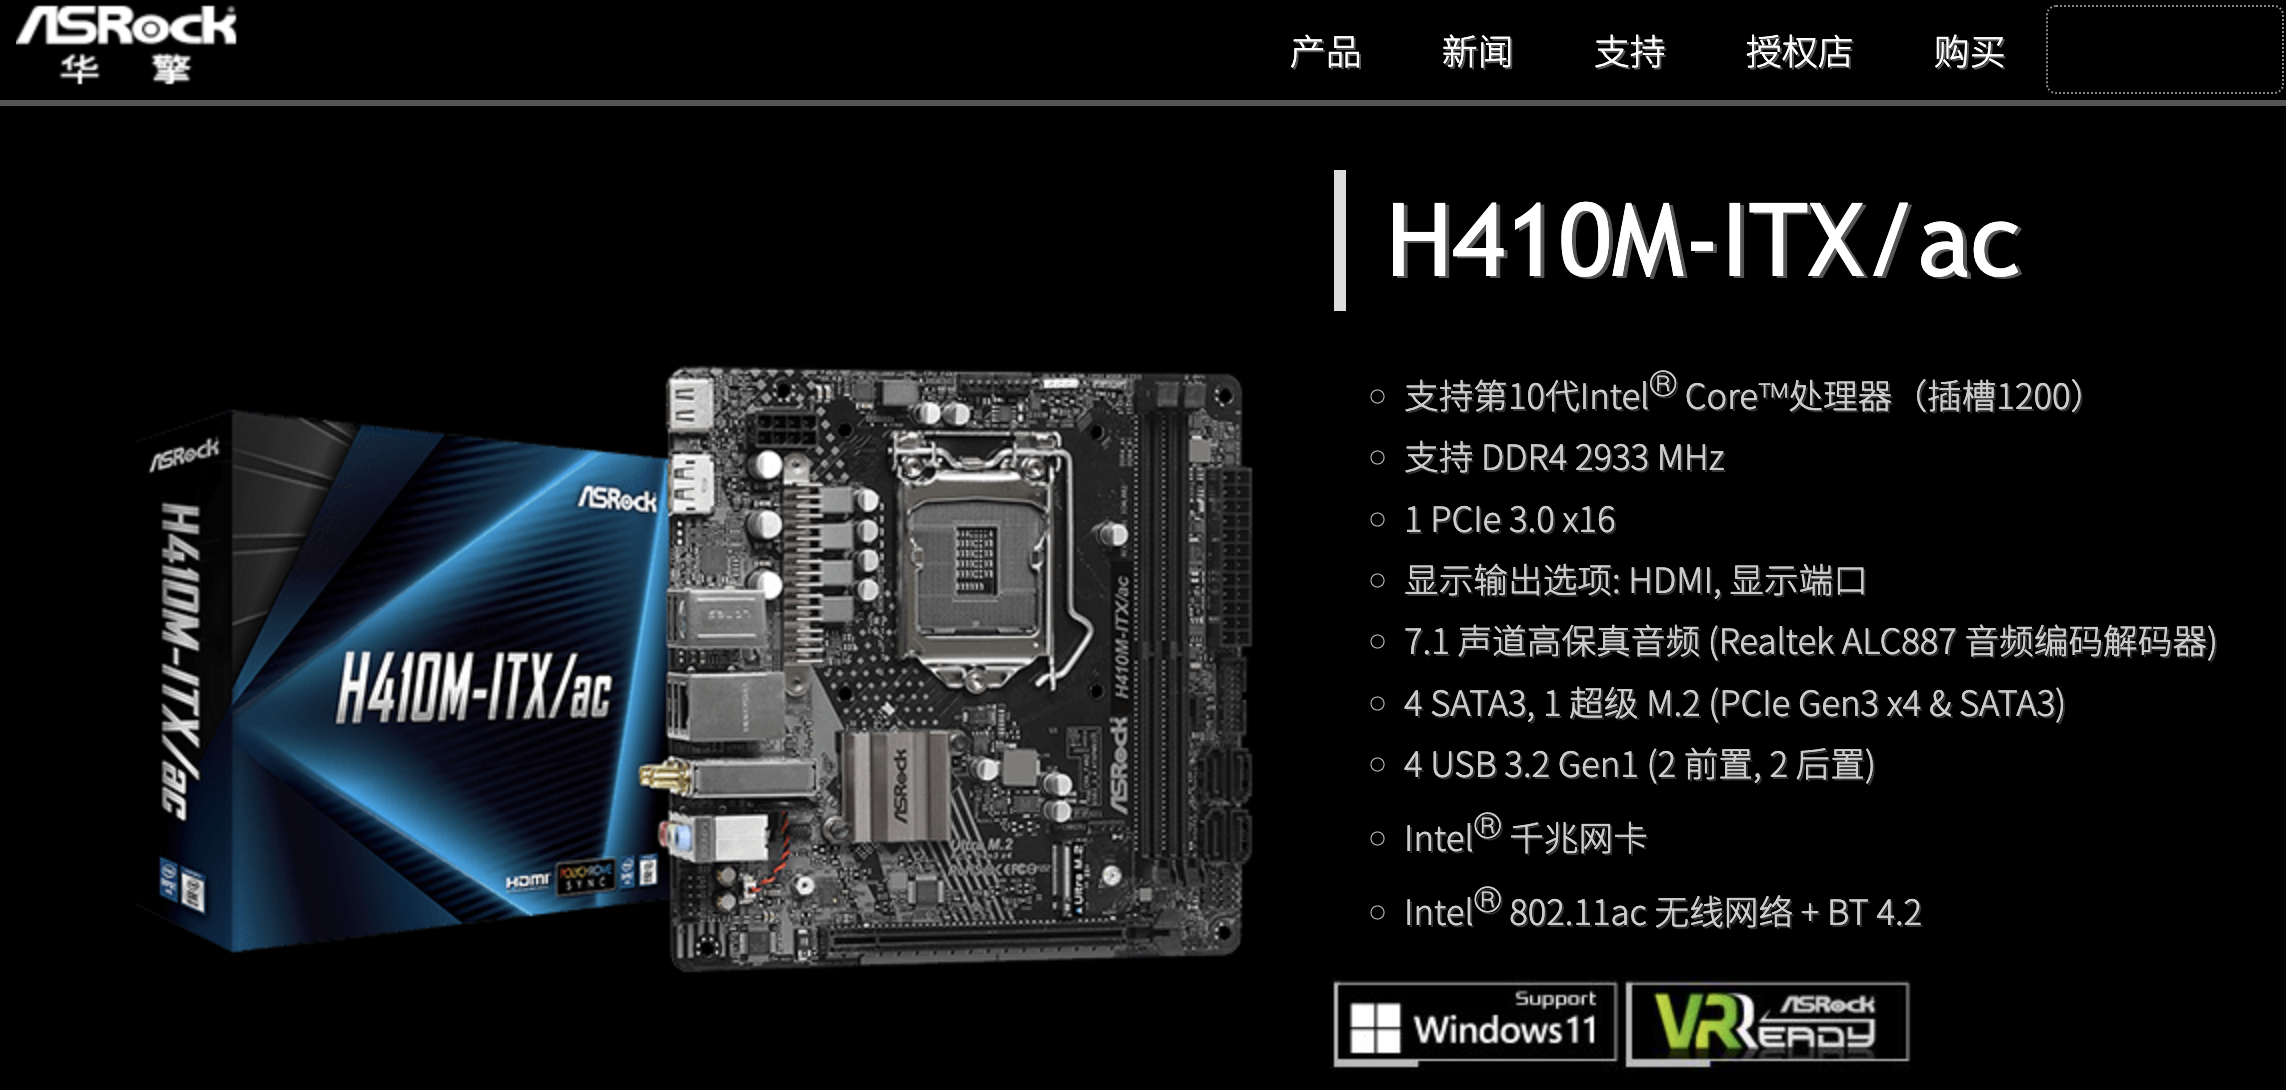 ASRock
华 擎
产品 新闻 支持 授权店 购买
H410M-ITX/ac
支持第10代Intel® Core™处理器（插槽1200）
支持 DDR4 2933 MHz
1 PCIe 3.0 x16
显示输出选项: HDMI, 显示端口
7.1 声道高保真音频 (Realtek ALC887 音频编码解码器)
4 SATA3, 1 超级 M.2 (PCIe Gen3 x4 & SATA3)
4 USB 3.2 Gen1 (2 前置, 2 后置)
Intel® 千兆网卡
Intel® 802.11ac 无线网络 + BT 4.2
Support
Windows 11
ASRock
VR READY
ASRock
H410M-ITX/ac
ASRock
H410M-ITX/ac
HDMI
POLYCHROME
SYNC
H410M-ITX/ac
ASRock
ASRock
Ultra M.2
Ultra M.2